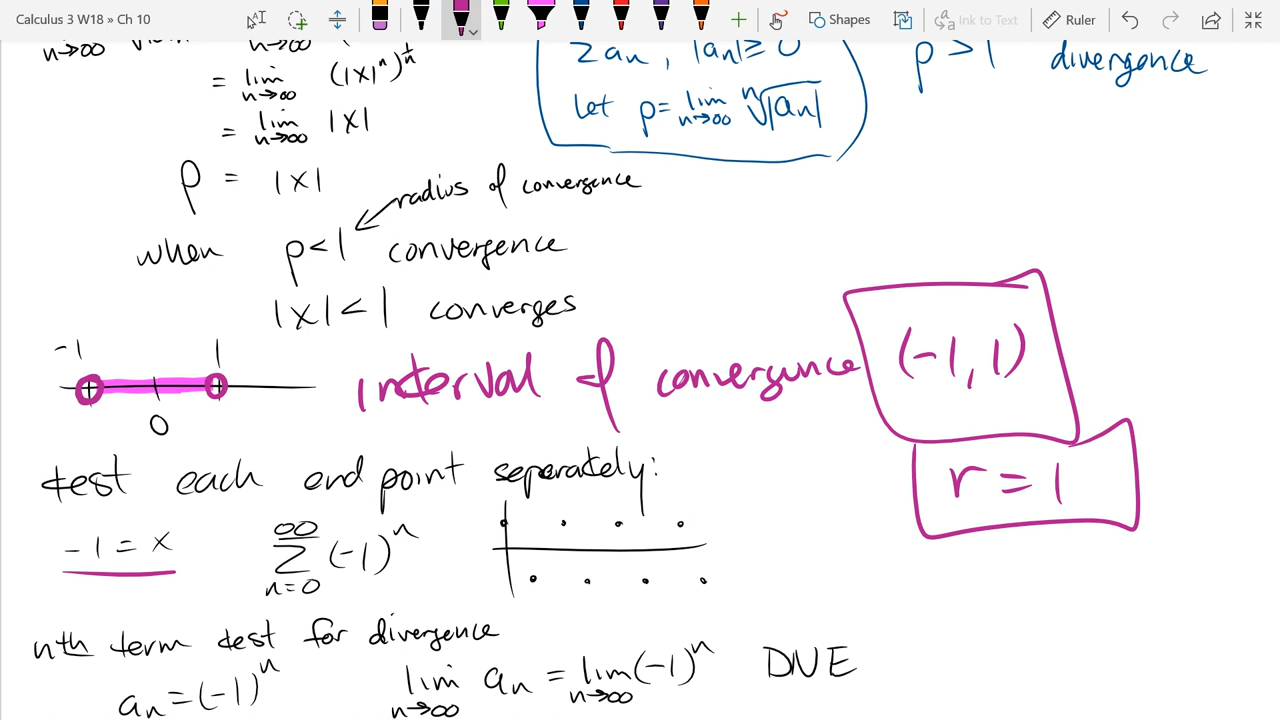 Calculus 3 W18 » Ch 10
Shapes
Link to Text
Ruler
n→∞
n→∞
= lim (|x|ⁿ)^(1/n)
n→∞
= lim |x|
n→∞
ρ = |x|
Σ aₙ , |aₙ| ≥ 0
let ρ = lim ⁿ√|aₙ|
n→∞
ρ > 1 divergence
radius of convergence
when ρ < 1 convergence
|x| < 1 converges
-1 1
0
interval of convergence (-1, 1)
r = 1
test each end point separately:
-1 = x
∞
Σ (-1)ⁿ
n=0
nth term test for divergence
aₙ = (-1)ⁿ
lim aₙ = lim (-1)ⁿ DNE
n→∞ n→∞